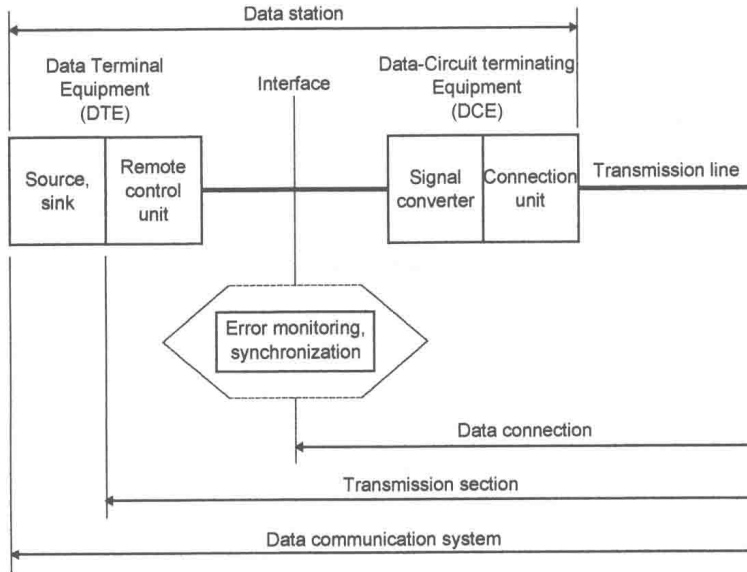 Data station
Data Terminal
Equipment
(DTE)
Interface
Data-Circuit terminating
Equipment
(DCE)
Source,
sink
Remote
control
unit
Signal
converter
Connection
unit
Transmission line
Error monitoring,
synchronization
Data connection
Transmission section
Data communication system